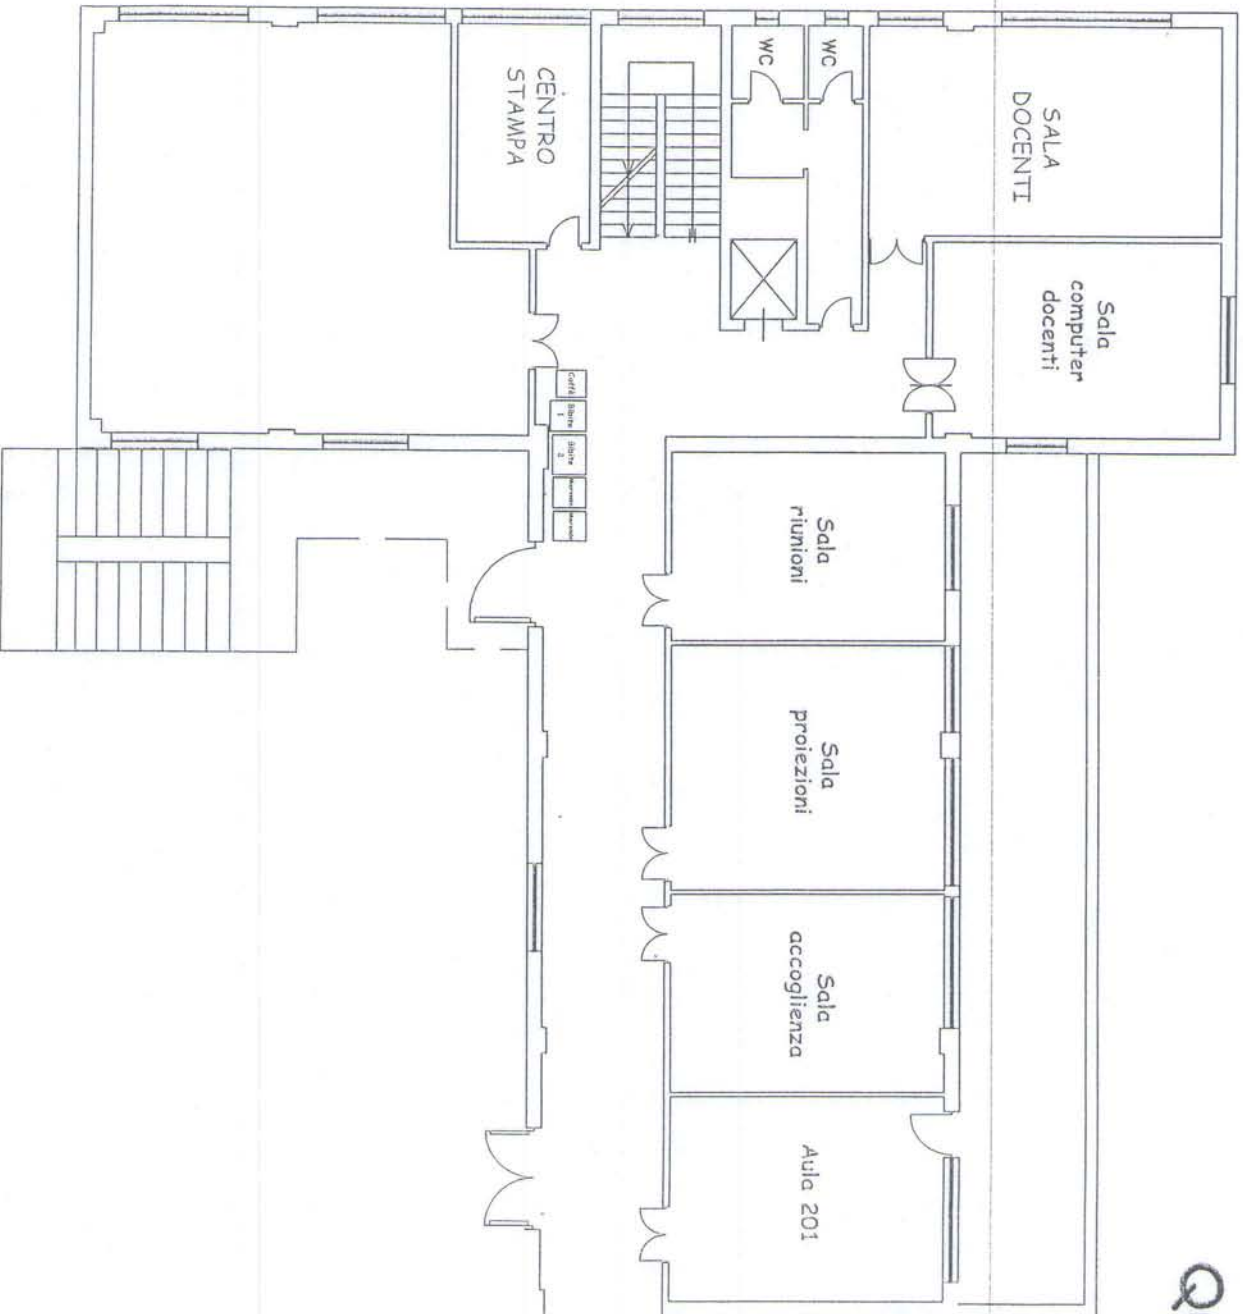 SALA
DOCENTI
Sala
computer
docenti
WC
WC
CENTRO
STAMPA
Caffè
Bibite
1
Bibite
2
Sala
riunioni
Sala
proiezioni
Sala
accoglienza
Aula 201